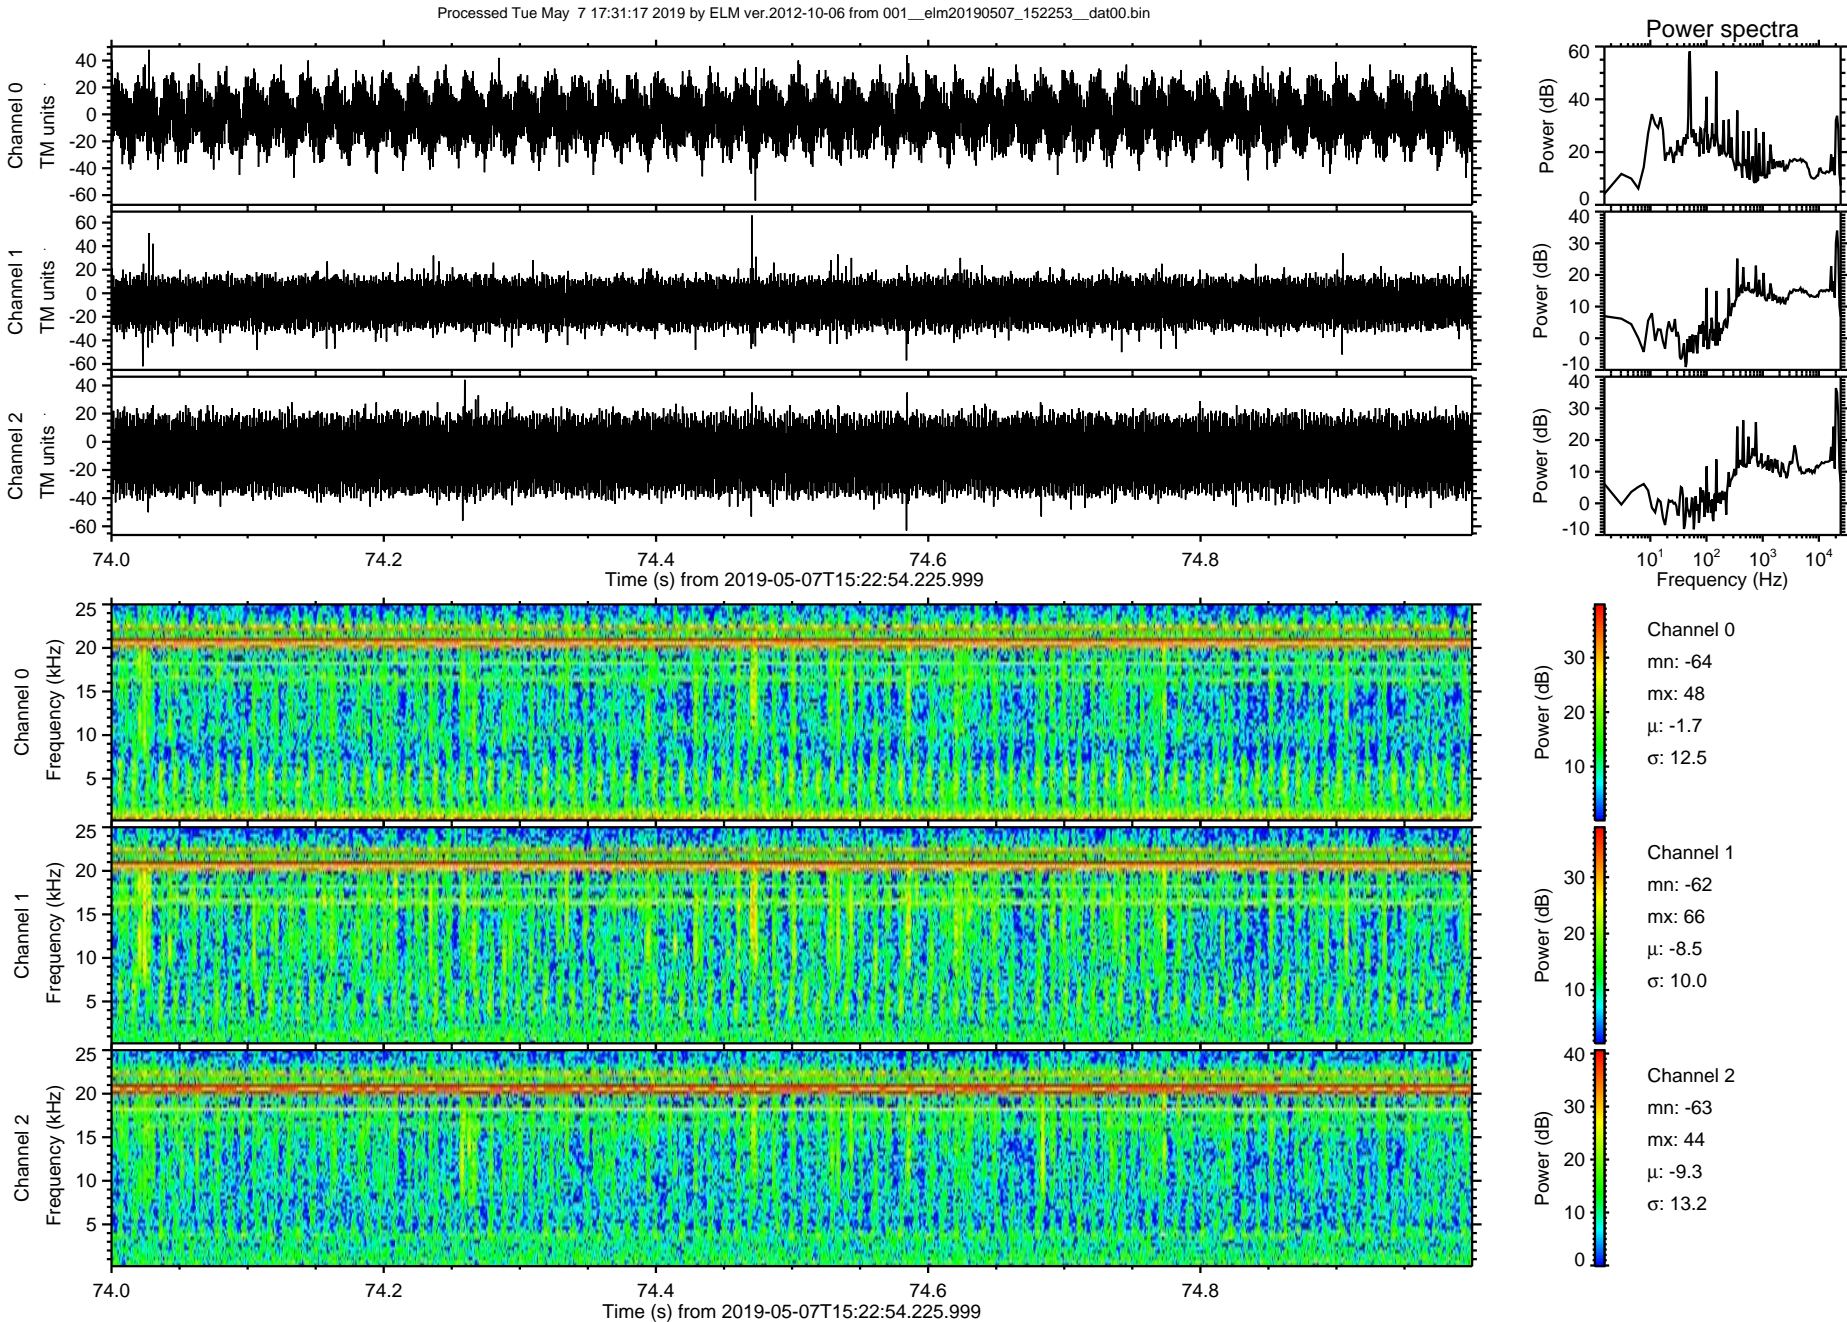 Processed Tue May  7 17:31:17 2019 by ELM ver.2012-10-06 from 001__elm20190507_152253__dat00.bin
Power spectra
Channel 0
TM units
40
20
0
-20
-40
-60
Power (dB)
60
40
20
0
Channel 1
TM units
60
40
20
0
-20
-40
-60
Power (dB)
40
30
20
10
0
-10
Channel 2
TM units
40
20
0
-20
-40
-60
Power (dB)
40
30
20
10
0
-10
74.0 74.2 74.4 74.6 74.8
Time (s) from 2019-05-07T15:22:54.225.999
10¹ 10² 10³ 10⁴
Frequency (Hz)
Channel 0
Frequency (kHz)
25
20
15
10
5
Power (dB)
30
20
10
Channel 0
mn: -64
mx: 48
μ: -1.7
σ: 12.5
Channel 1
Frequency (kHz)
25
20
15
10
5
Power (dB)
30
20
10
Channel 1
mn: -62
mx: 66
μ: -8.5
σ: 10.0
Channel 2
Frequency (kHz)
25
20
15
10
5
Power (dB)
40
30
20
10
0
Channel 2
mn: -63
mx: 44
μ: -9.3
σ: 13.2
74.0 74.2 74.4 74.6 74.8
Time (s) from 2019-05-07T15:22:54.225.999